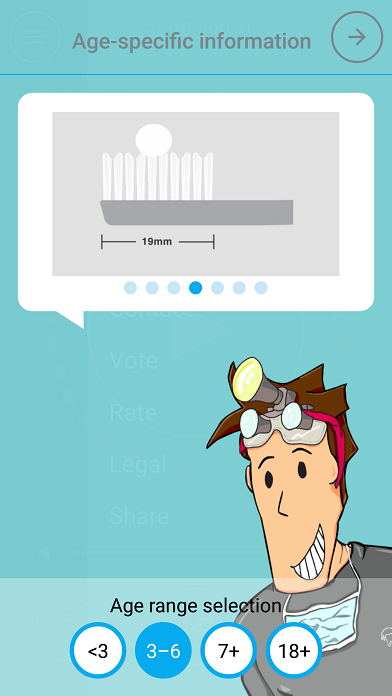 Age-specific information
19mm
Contact
Vote
Rate
Legal
Share
Age range selection
<3
3–6
7+
18+